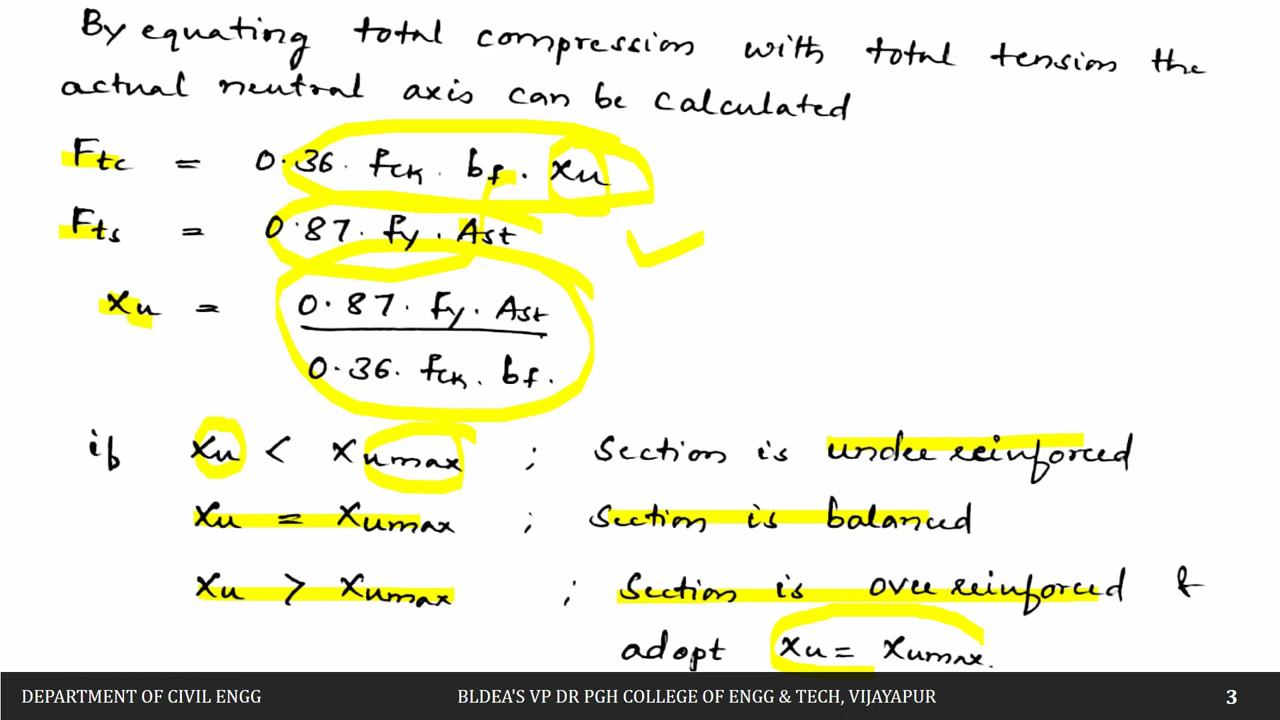 By equating total compression with total tension the
actual neutral axis can be calculated
Ftc = 0.36. fck. bf. xu
Fts = 0.87. fy. Ast
xu = 0.87. fy. Ast
0.36. fck. bf.
if xu < xumax ; Section is under reinforced
xu = xumax ; Section is balanced
xu > xumax ; Section is over reinforced &
adopt xu = xumax.
DEPARTMENT OF CIVIL ENGG BLDEA'S VP DR PGH COLLEGE OF ENGG & TECH, VIJAYAPUR 3